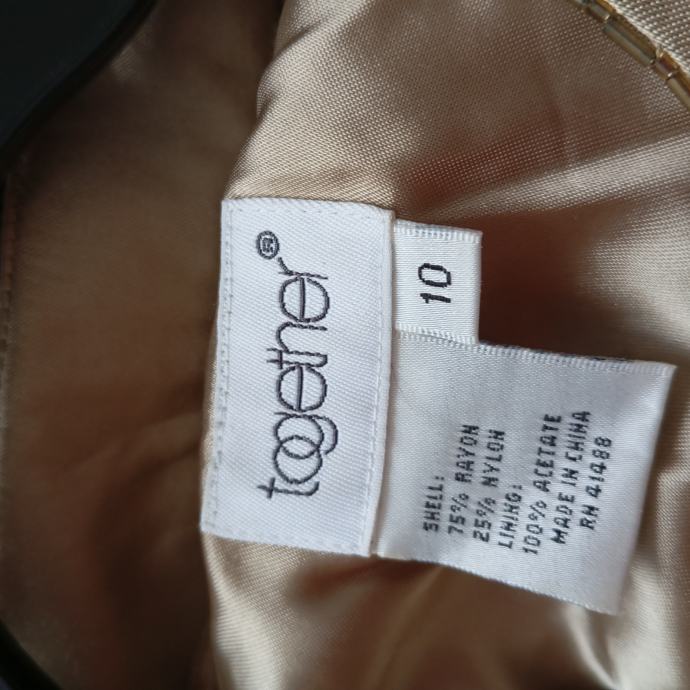 together®
10
SHELL:
75% RAYON
25% NYLON
LINING:
100% ACETATE
MADE IN CHINA
RN 41488